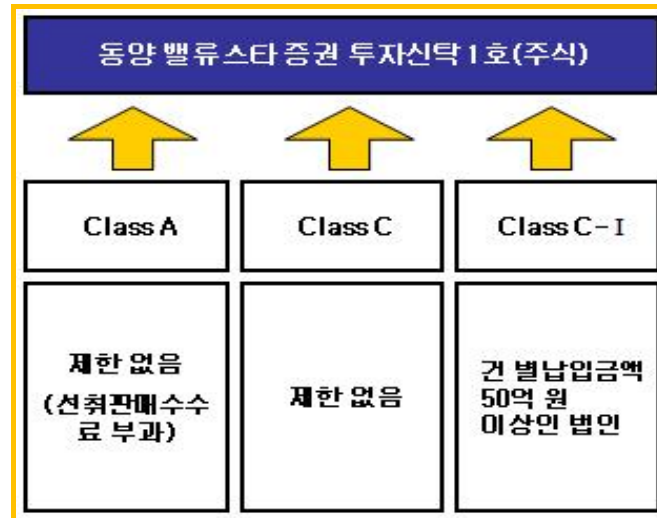 동양 밸류스타 증권 투자신탁 1호(주식)
Class A
Class C
Class C-I
제한 없음
(선취판매수수
료 부과)
제한 없음
건 별납입금액
50억 원
이상인 법인